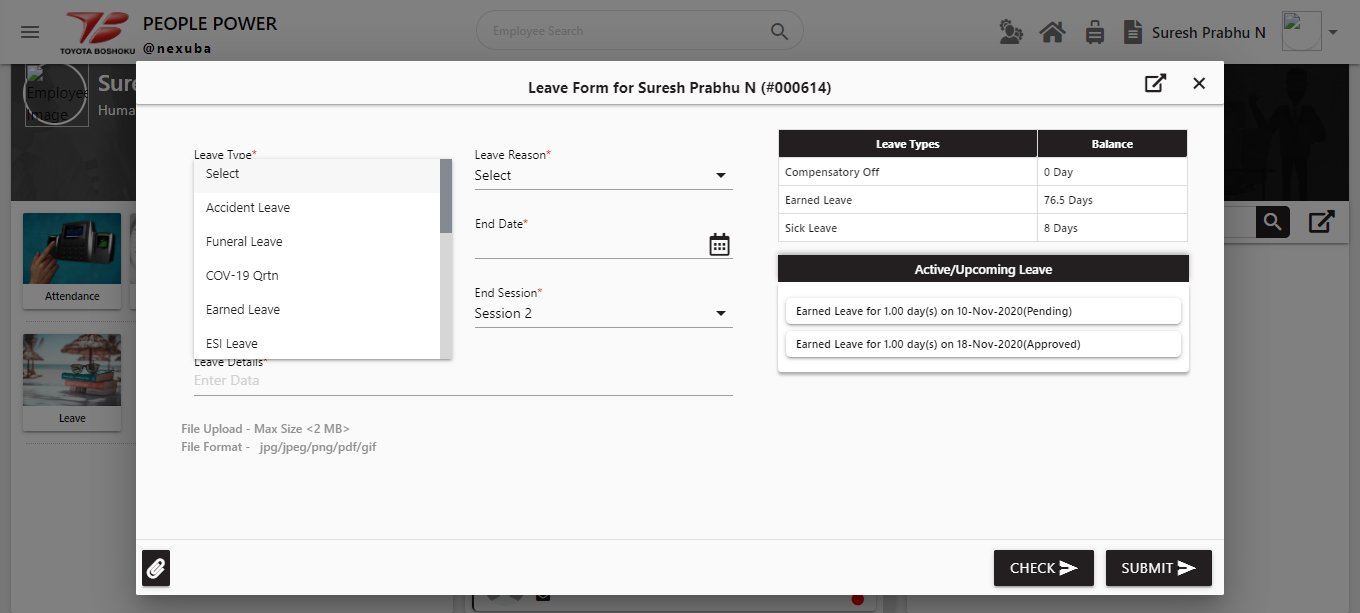 PEOPLE POWER
@nexuba
TOYOTA BOSHOKU
Employee Search
Suresh Prabhu N
Employee
Image
Sure
Huma
Attendance
Leave
Leave Form for Suresh Prabhu N (#000614)
Leave Type*
Select
Accident Leave
Funeral Leave
COV-19 Qrtn
Earned Leave
ESI Leave
Leave Reason*
Select
End Date*
End Session*
Session 2
Leave Details*
Enter Data
File Upload - Max Size <2 MB>
File Format - jpg/jpeg/png/pdf/gif
Leave Types Balance
Compensatory Off 0 Day
Earned Leave 76.5 Days
Sick Leave 8 Days
Active/Upcoming Leave
Earned Leave for 1.00 day(s) on 10-Nov-2020(Pending)
Earned Leave for 1.00 day(s) on 18-Nov-2020(Approved)
CHECK SUBMIT